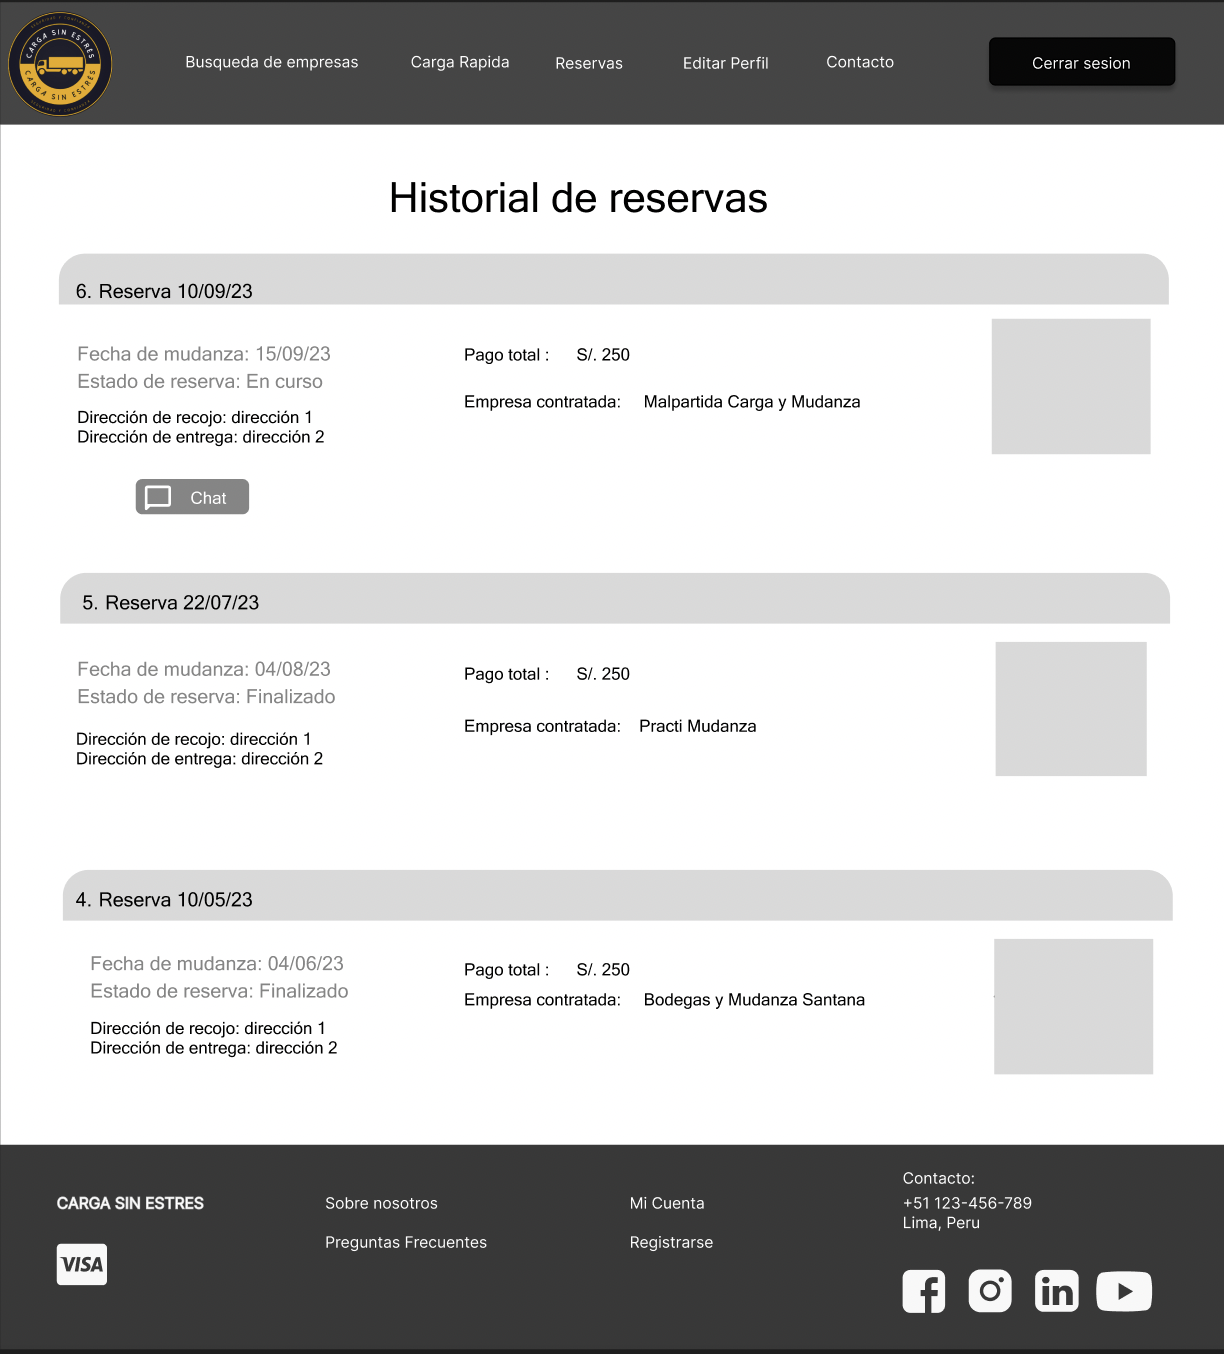 CARGA SIN ESTRES
CARGA SIN ESTRES
Busqueda de empresas
Carga Rapida
Reservas
Editar Perfil
Contacto
Cerrar sesion
Historial de reservas
6. Reserva 10/09/23
Fecha de mudanza: 15/09/23
Estado de reserva: En curso
Dirección de recojo: dirección 1
Dirección de entrega: dirección 2
Pago total : S/. 250
Empresa contratada: Malpartida Carga y Mudanza
Chat
5. Reserva 22/07/23
Fecha de mudanza: 04/08/23
Estado de reserva: Finalizado
Dirección de recojo: dirección 1
Dirección de entrega: dirección 2
Pago total : S/. 250
Empresa contratada: Practi Mudanza
4. Reserva 10/05/23
Fecha de mudanza: 04/06/23
Estado de reserva: Finalizado
Dirección de recojo: dirección 1
Dirección de entrega: dirección 2
Pago total : S/. 250
Empresa contratada: Bodegas y Mudanza Santana
CARGA SIN ESTRES
VISA
Sobre nosotros
Preguntas Frecuentes
Mi Cuenta
Registrarse
Contacto:
+51 123-456-789
Lima, Peru
in